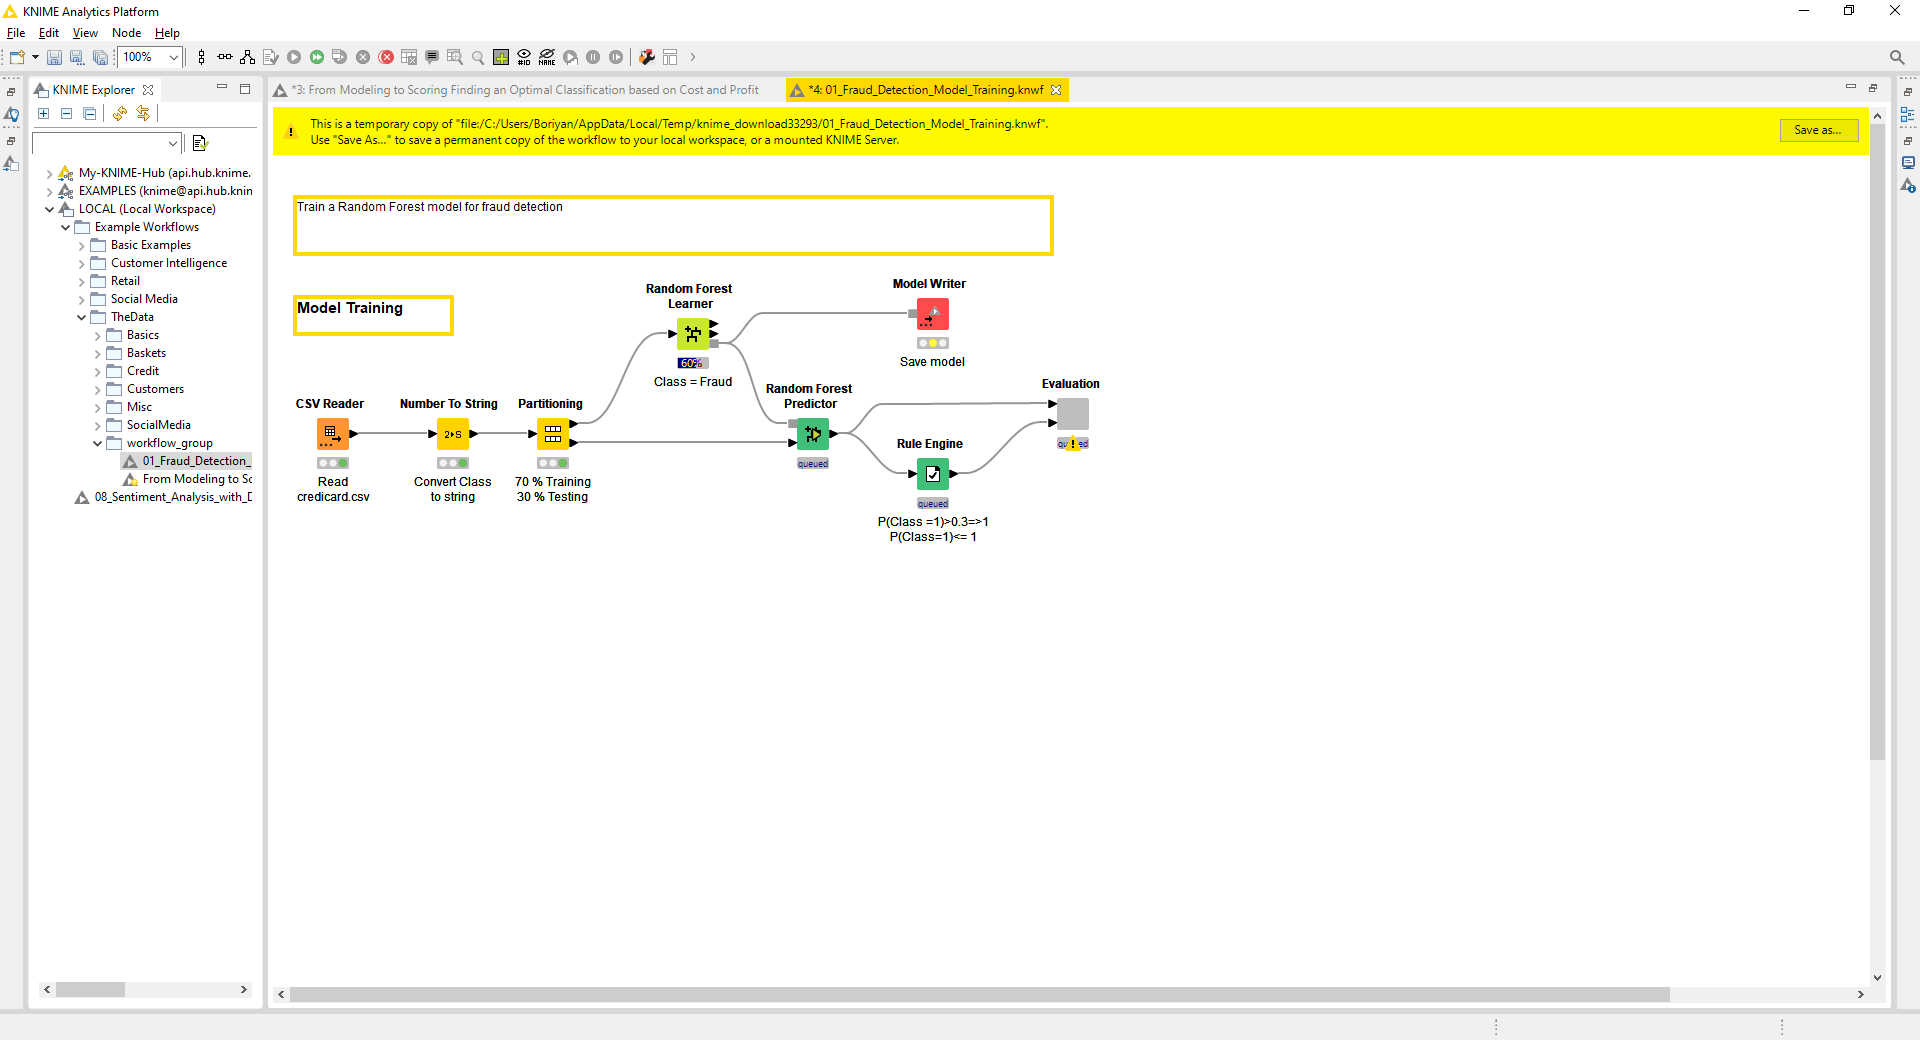 KNIME Analytics Platform
File Edit View Node Help
100%
#ID
NAME
KNIME Explorer
*3: From Modeling to Scoring Finding an Optimal Classification based on Cost and Profit
*4: 01_Fraud_Detection_Model_Training.knwf
This is a temporary copy of "file:/C:/Users/Boriyan/AppData/Local/Temp/knime_download33293/01_Fraud_Detection_Model_Training.knwf".
Use "Save As..." to save a permanent copy of the workflow to your local workspace, or a mounted KNIME Server.
Save as...
My-KNIME-Hub (api.hub.knime.
EXAMPLES (knime@api.hub.knin
LOCAL (Local Workspace)
Example Workflows
Basic Examples
Customer Intelligence
Retail
Social Media
TheData
Basics
Baskets
Credit
Customers
Misc
SocialMedia
workflow_group
01_Fraud_Detection_
From Modeling to Sc
08_Sentiment_Analysis_with_D
Train a Random Forest model for fraud detection
Model Training
Random Forest
Learner
60%
Class = Fraud
Model Writer
Save model
CSV Reader
Read
credicard.csv
Number To String
2▸S
Convert Class
to string
Partitioning
70 % Training
30 % Testing
Random Forest
Predictor
queued
Rule Engine
queued
P(Class =1)>0.3=>1
P(Class=1)<= 1
Evaluation